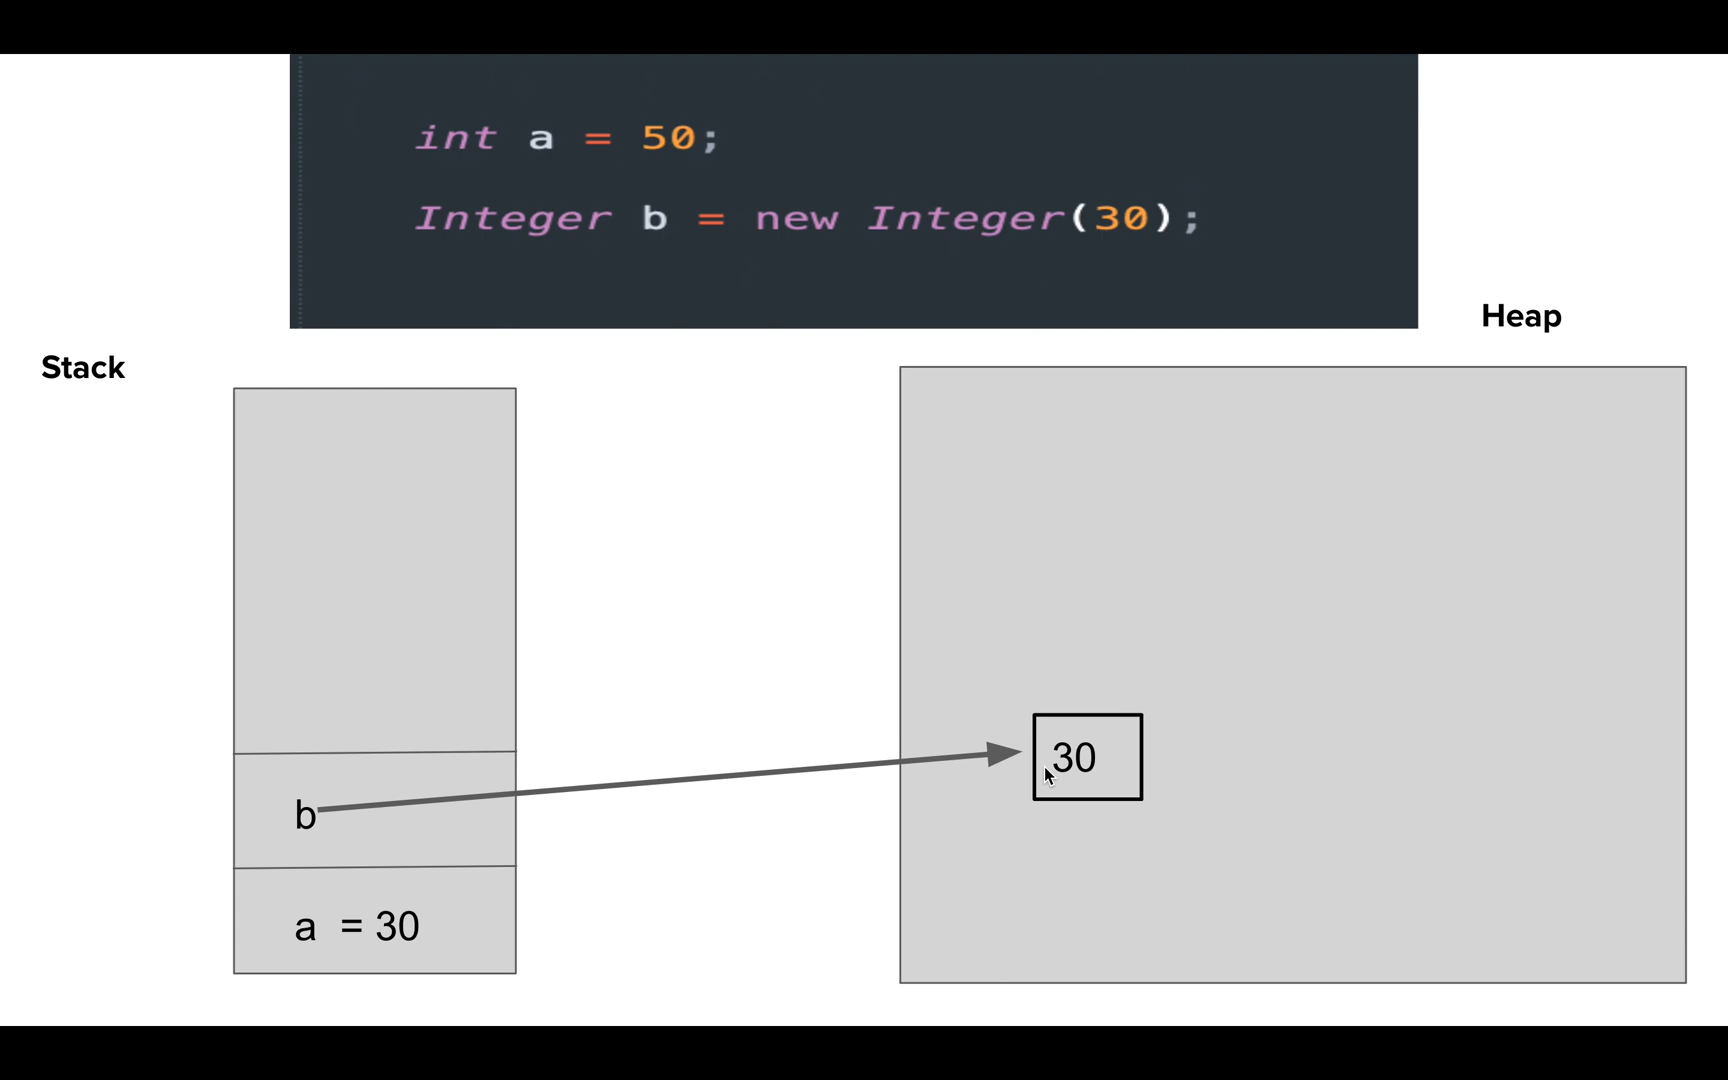 int a = 50;
Integer b = new Integer(30);
Heap
Stack
30
b
a = 30